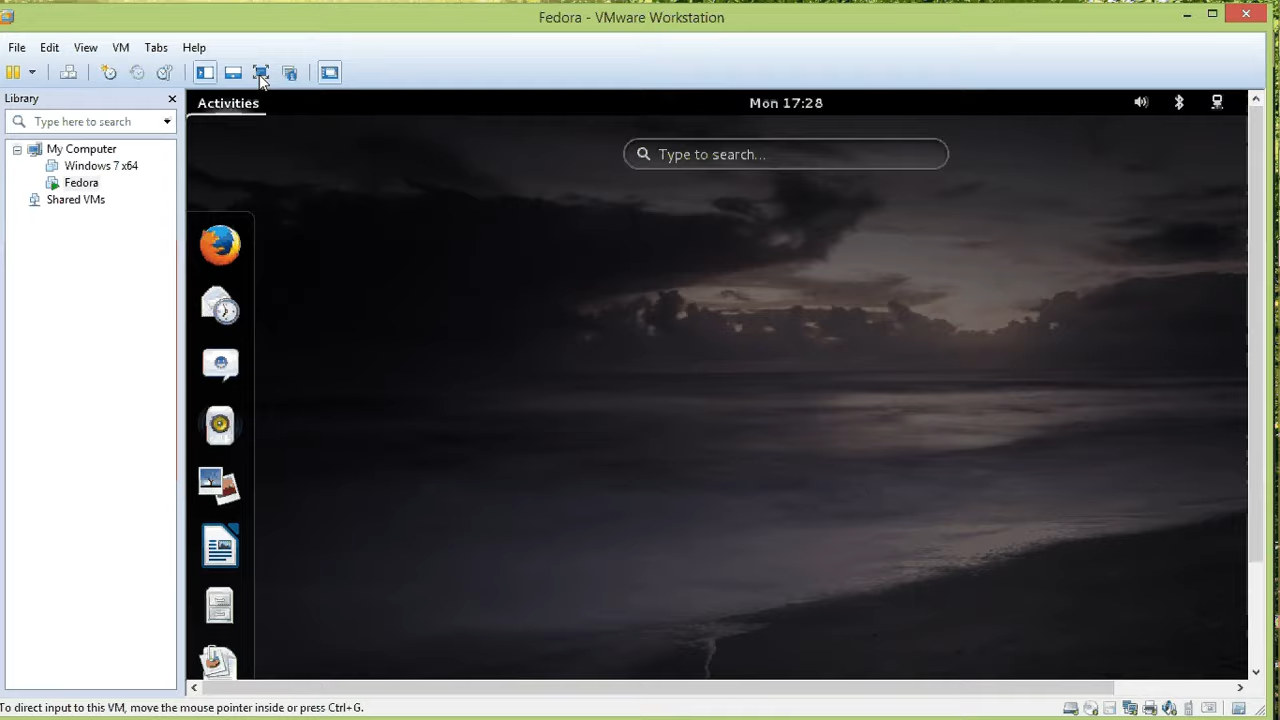 Fedora - VMware Workstation
File Edit View VM Tabs Help
Library
Type here to search
My Computer
Windows 7 x64
Fedora
Shared VMs
Activities
Mon 17:28
Type to search...
To direct input to this VM, move the mouse pointer inside or press Ctrl+G.